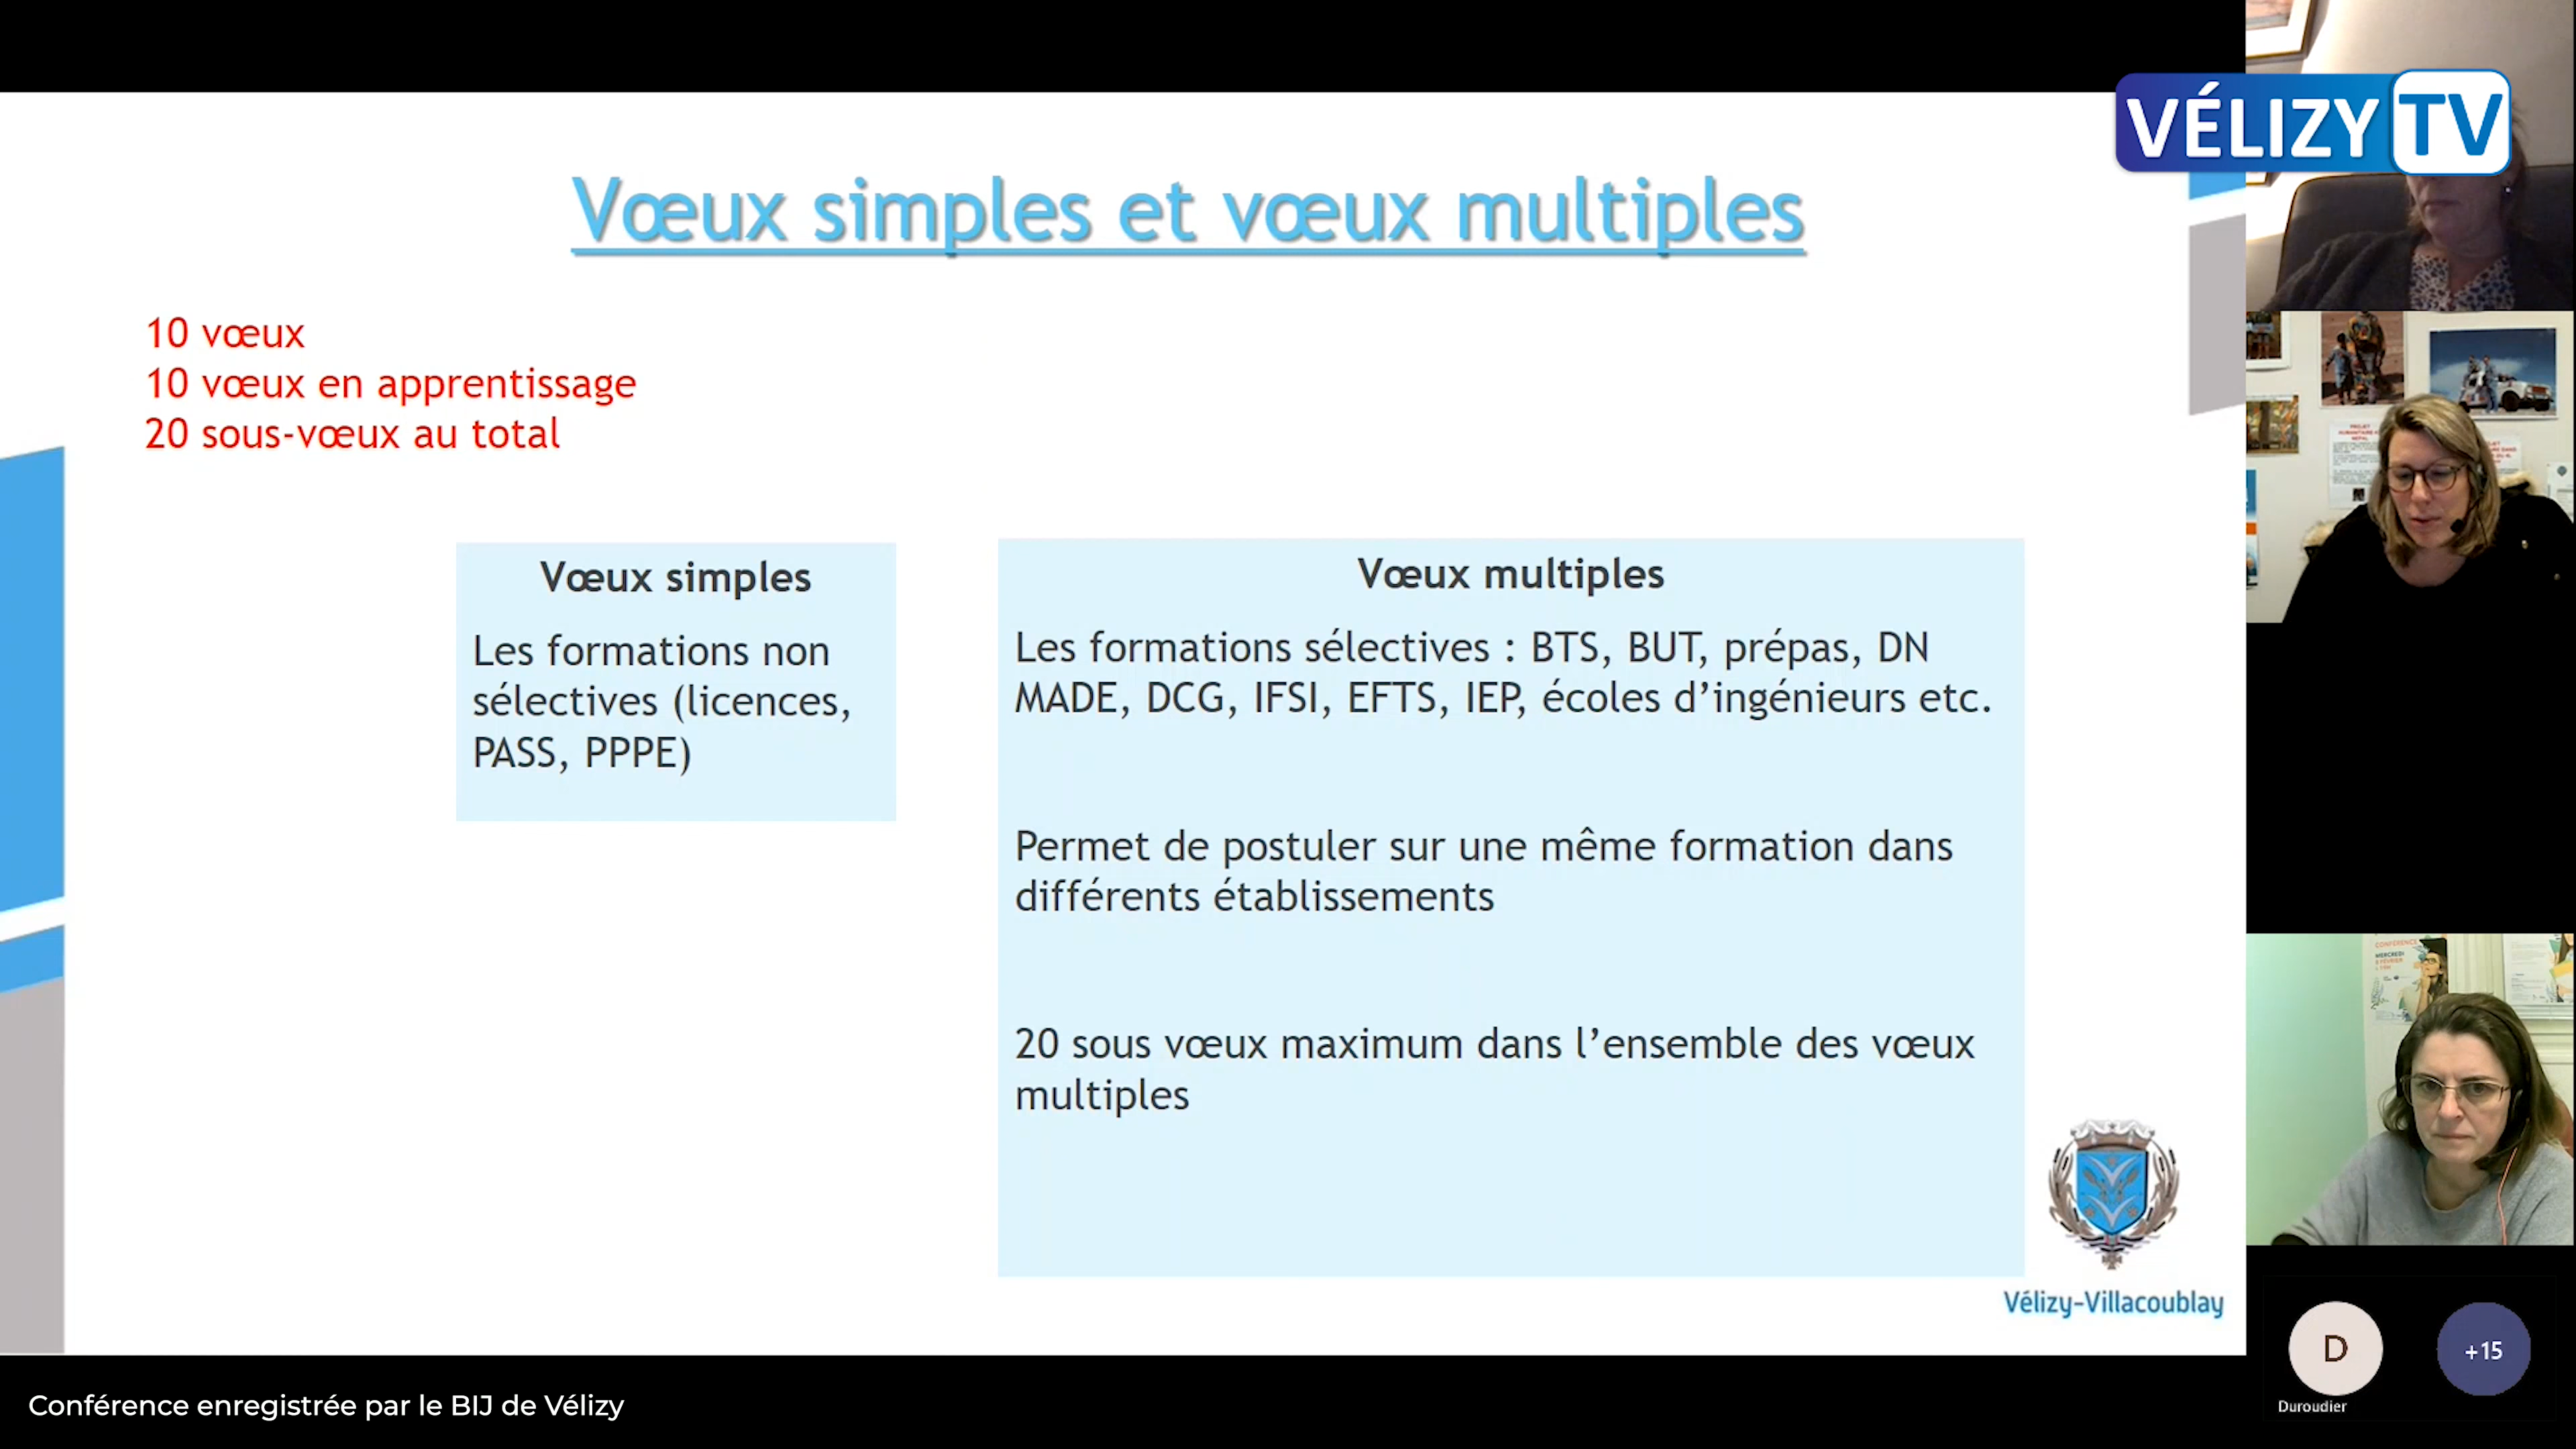 VÉLIZY TV
Vœux simples et vœux multiples
10 vœux
10 vœux en apprentissage
20 sous-vœux au total
Vœux simples
Les formations non
sélectives (licences,
PASS, PPPE)
Vœux multiples
Les formations sélectives : BTS, BUT, prépas, DN
MADE, DCG, IFSI, EFTS, IEP, écoles d’ingénieurs etc.
Permet de postuler sur une même formation dans
différents établissements
20 sous vœux maximum dans l’ensemble des vœux
multiples
Vélizy-Villacoublay
PROJET
CONFÉRENCE
MERCREDI
D
+15
Duroudier
Conférence enregistrée par le BIJ de Vélizy